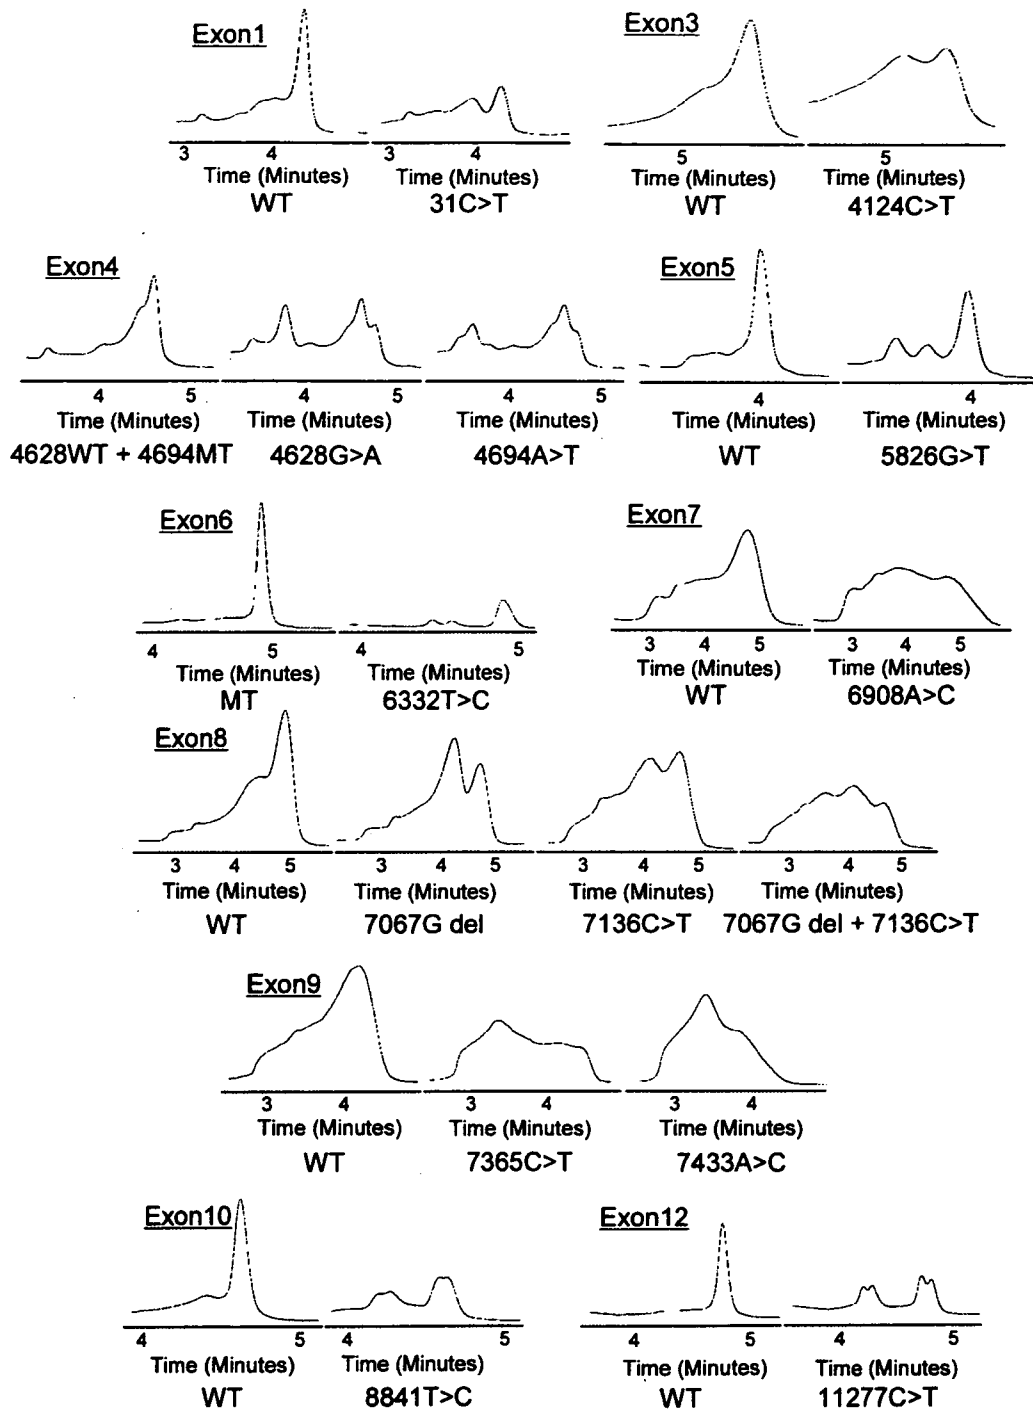 Exon1
Exon3
3 4 3 4 5 5
Time (Minutes) Time (Minutes) Time (Minutes) Time (Minutes)
WT 31C>T WT 4124C>T
Exon4
Exon5
4 5 4 5 4 5 4 4
Time (Minutes) Time (Minutes) Time (Minutes) Time (Minutes) Time (Minutes)
4628WT + 4694MT 4628G>A 4694A>T WT 5826G>T
Exon6
Exon7
4 5 4 5 3 4 5 3 4 5
Time (Minutes) Time (Minutes) Time (Minutes) Time (Minutes)
MT 6332T>C WT 6908A>C
Exon8
3 4 5 3 4 5 3 4 5 3 4 5
Time (Minutes) Time (Minutes) Time (Minutes) Time (Minutes)
WT 7067G del 7136C>T 7067G del + 7136C>T
Exon9
3 4 3 4 3 4
Time (Minutes) Time (Minutes) Time (Minutes)
WT 7365C>T 7433A>C
Exon10
Exon12
4 5 4 5 4 5 4 5
Time (Minutes) Time (Minutes) Time (Minutes) Time (Minutes)
WT 8841T>C WT 11277C>T